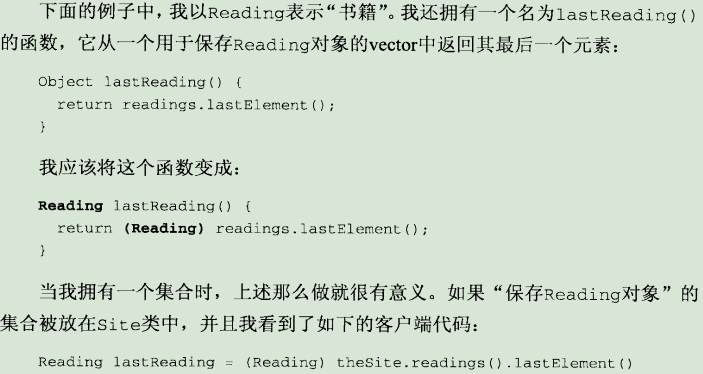 下面的例子中，我以Reading表示“书籍”。我还拥有一个名为lastReading()
的函数，它从一个用于保存Reading对象的vector中返回其最后一个元素：
Object lastReading() {
return readings.lastElement();
}
我应该将这个函数变成：
Reading lastReading() {
return (Reading) readings.lastElement();
}
当我拥有一个集合时，上述那么做就很有意义。如果“保存Reading对象”的
集合被放在Site类中，并且我看到了如下的客户端代码：
Reading lastReading = (Reading) theSite.readings().lastElement()